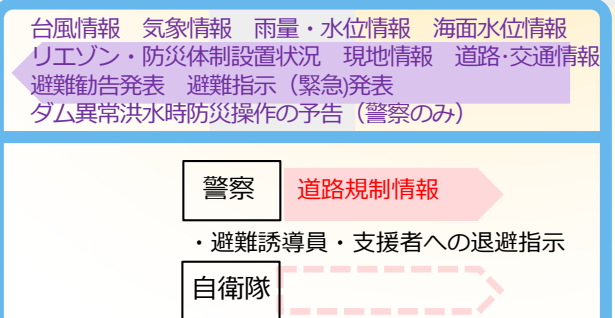 台風情報　気象情報　雨量・水位情報　海面水位情報
リエゾン・防災体制設置状況　現地情報　道路・交通情報
避難勧告発表　避難指示（緊急)発表
ダム異常洪水時防災操作の予告（警察のみ）
警察　道路規制情報
・避難誘導員・支援者への退避指示
自衛隊